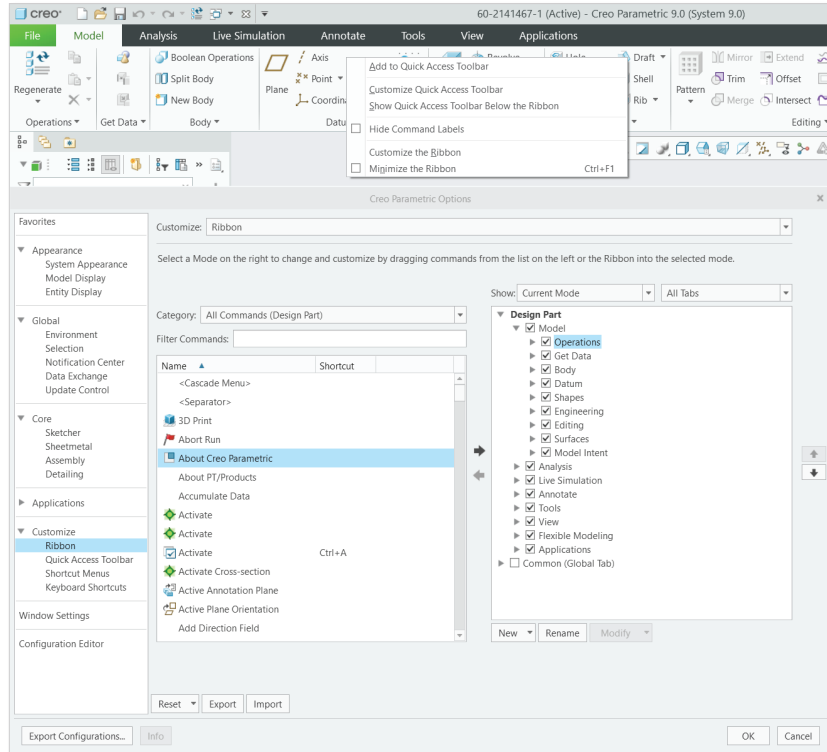 creo° 60-2141467-1 (Active) - Creo Parametric 9.0 (System 9.0)
File Model Analysis Live Simulation Annotate Tools View Applications
Regenerate
Operations
Get Data
Boolean Operations
Split Body
New Body
Body
Plane
Axis
Point
Coordin
Datu
Add to Quick Access Toolbar
Customize Quick Access Toolbar
Show Quick Access Toolbar Below the Ribbon
Hide Command Labels
Customize the Ribbon
Minimize the Ribbon Ctrl+F1
Draft
Shell
Rib
Pattern
Mirror Extend
Trim Offset
Merge Intersect
Editing
Creo Parametric Options
Favorites
Appearance
System Appearance
Model Display
Entity Display
Global
Environment
Selection
Notification Center
Data Exchange
Update Control
Core
Sketcher
Sheetmetal
Assembly
Detailing
Applications
Customize
Ribbon
Quick Access Toolbar
Shortcut Menus
Keyboard Shortcuts
Window Settings
Configuration Editor
Customize: Ribbon
Select a Mode on the right to change and customize by dragging commands from the list on the left or the Ribbon into the selected mode.
Category: All Commands (Design Part)
Filter Commands:
Name Shortcut
<Cascade Menu>
<Separator>
3D Print
Abort Run
About Creo Parametric
About PT/Products
Accumulate Data
Activate
Activate
Activate Ctrl+A
Activate Cross-section
Active Annotation Plane
Active Plane Orientation
Add Direction Field
Show: Current Mode All Tabs
Design Part
Model
Operations
Get Data
Body
Datum
Shapes
Engineering
Editing
Surfaces
Model Intent
Analysis
Live Simulation
Annotate
Tools
View
Flexible Modeling
Applications
Common (Global Tab)
New Rename Modify
Reset Export Import
Export Configurations... Info OK Cancel